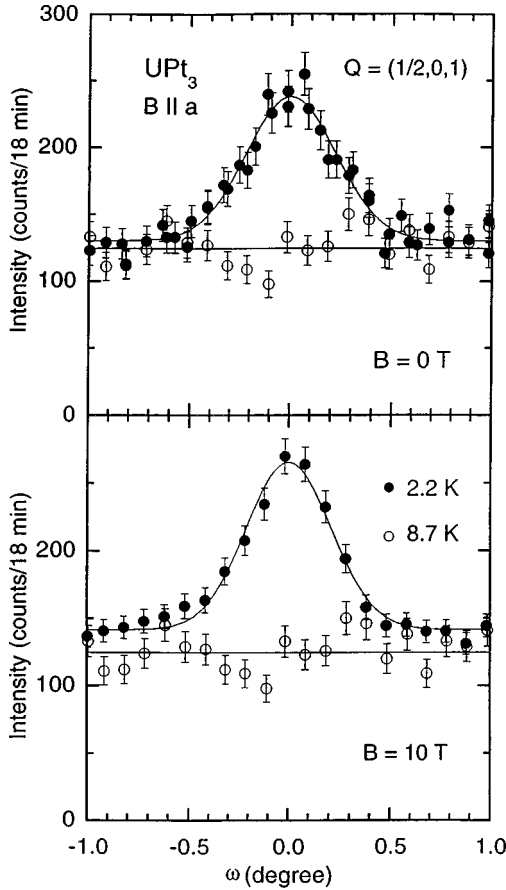 300
UPt3
Q = (1/2,0,1)
B II a
200
Intensity (counts/18 min)
100
B = 0 T
0
2.2 K
8.7 K
200
Intensity (counts/18 min)
100
B = 10 T
0
-1.0 -0.5 0.0 0.5 1.0
ω (degree)